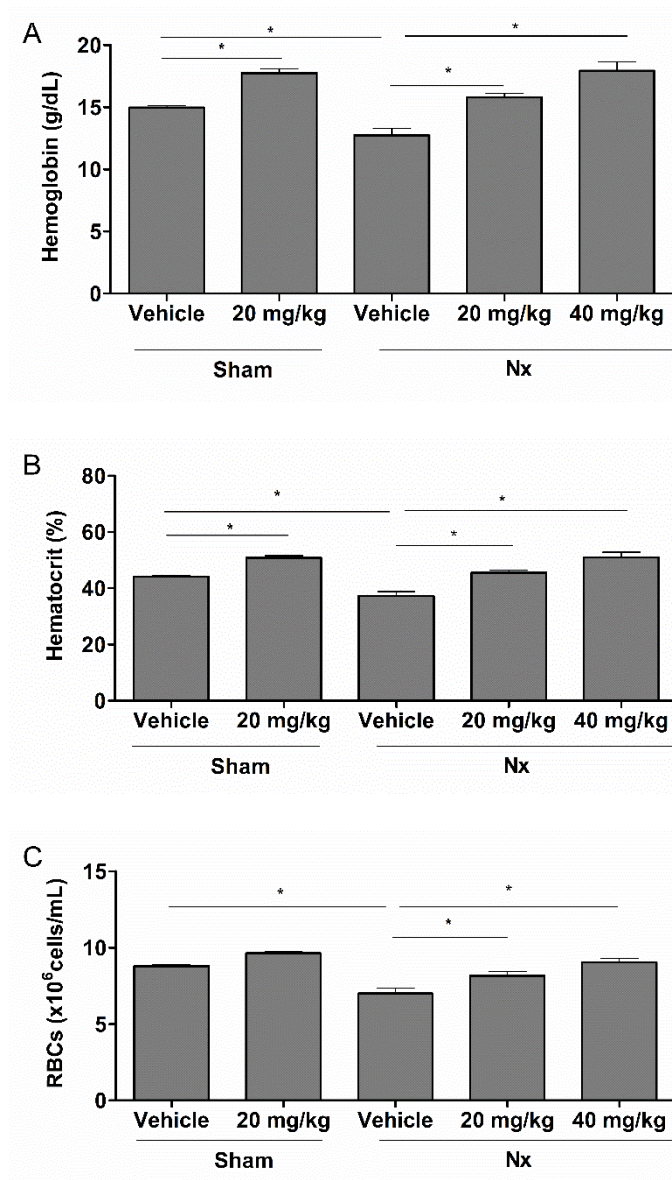 A
Hemoglobin (g/dL)
20
15
10
5
0
* * * *
Vehicle 20 mg/kg Vehicle 20 mg/kg 40 mg/kg
Sham Nx
B
Hematocrit (%)
80
60
40
20
0
* * * *
Vehicle 20 mg/kg Vehicle 20 mg/kg 40 mg/kg
Sham Nx
C
RBCs (x10⁶cells/mL)
15
10
5
0
* * *
Vehicle 20 mg/kg Vehicle 20 mg/kg 40 mg/kg
Sham Nx